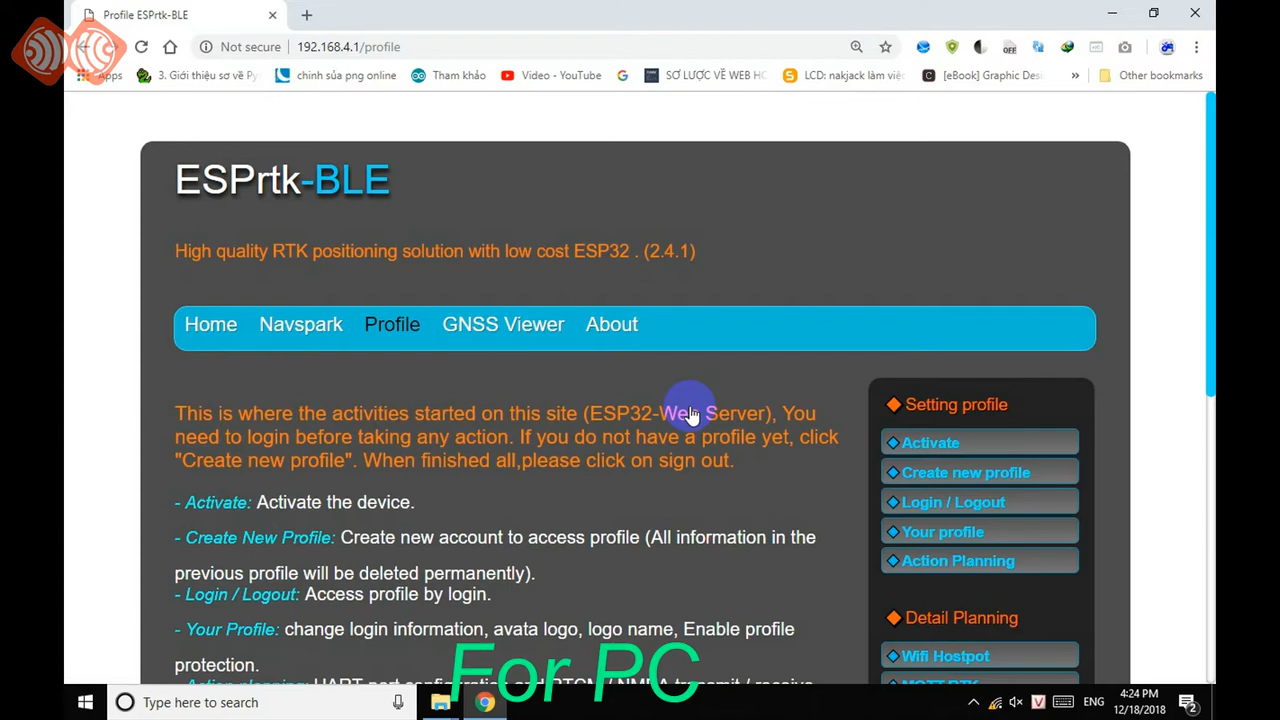 Profile ESPrtk-BLE
Not secure
192.168.4.1/profile
Apps
3. Giới thiệu sơ về Py
chinh sủa png online
Tham khảo
Video - YouTube
SƠ LƯỢC VỀ WEB HO
LCD: nakjack làm việc
[eBook] Graphic Desi
Other bookmarks
OFF
ESPrtk-BLE
High quality RTK positioning solution with low cost ESP32 . (2.4.1)
Home
Navspark
Profile
GNSS Viewer
About
This is where the activities started on this site (ESP32-Web Server), You
need to login before taking any action. If you do not have a profile yet, click
"Create new profile". When finished all,please click on sign out.
- Activate: Activate the device.
- Create New Profile: Create new account to access profile (All information in the
previous profile will be deleted permanently).
- Login / Logout: Access profile by login.
- Your Profile: change login information, avata logo, logo name, Enable profile
protection.
Setting profile
Activate
Create new profile
Login / Logout
Your profile
Action Planning
Detail Planning
Wifi Hostpot
For PC
Type here to search
ENG
4:24 PM
12/18/2018
2